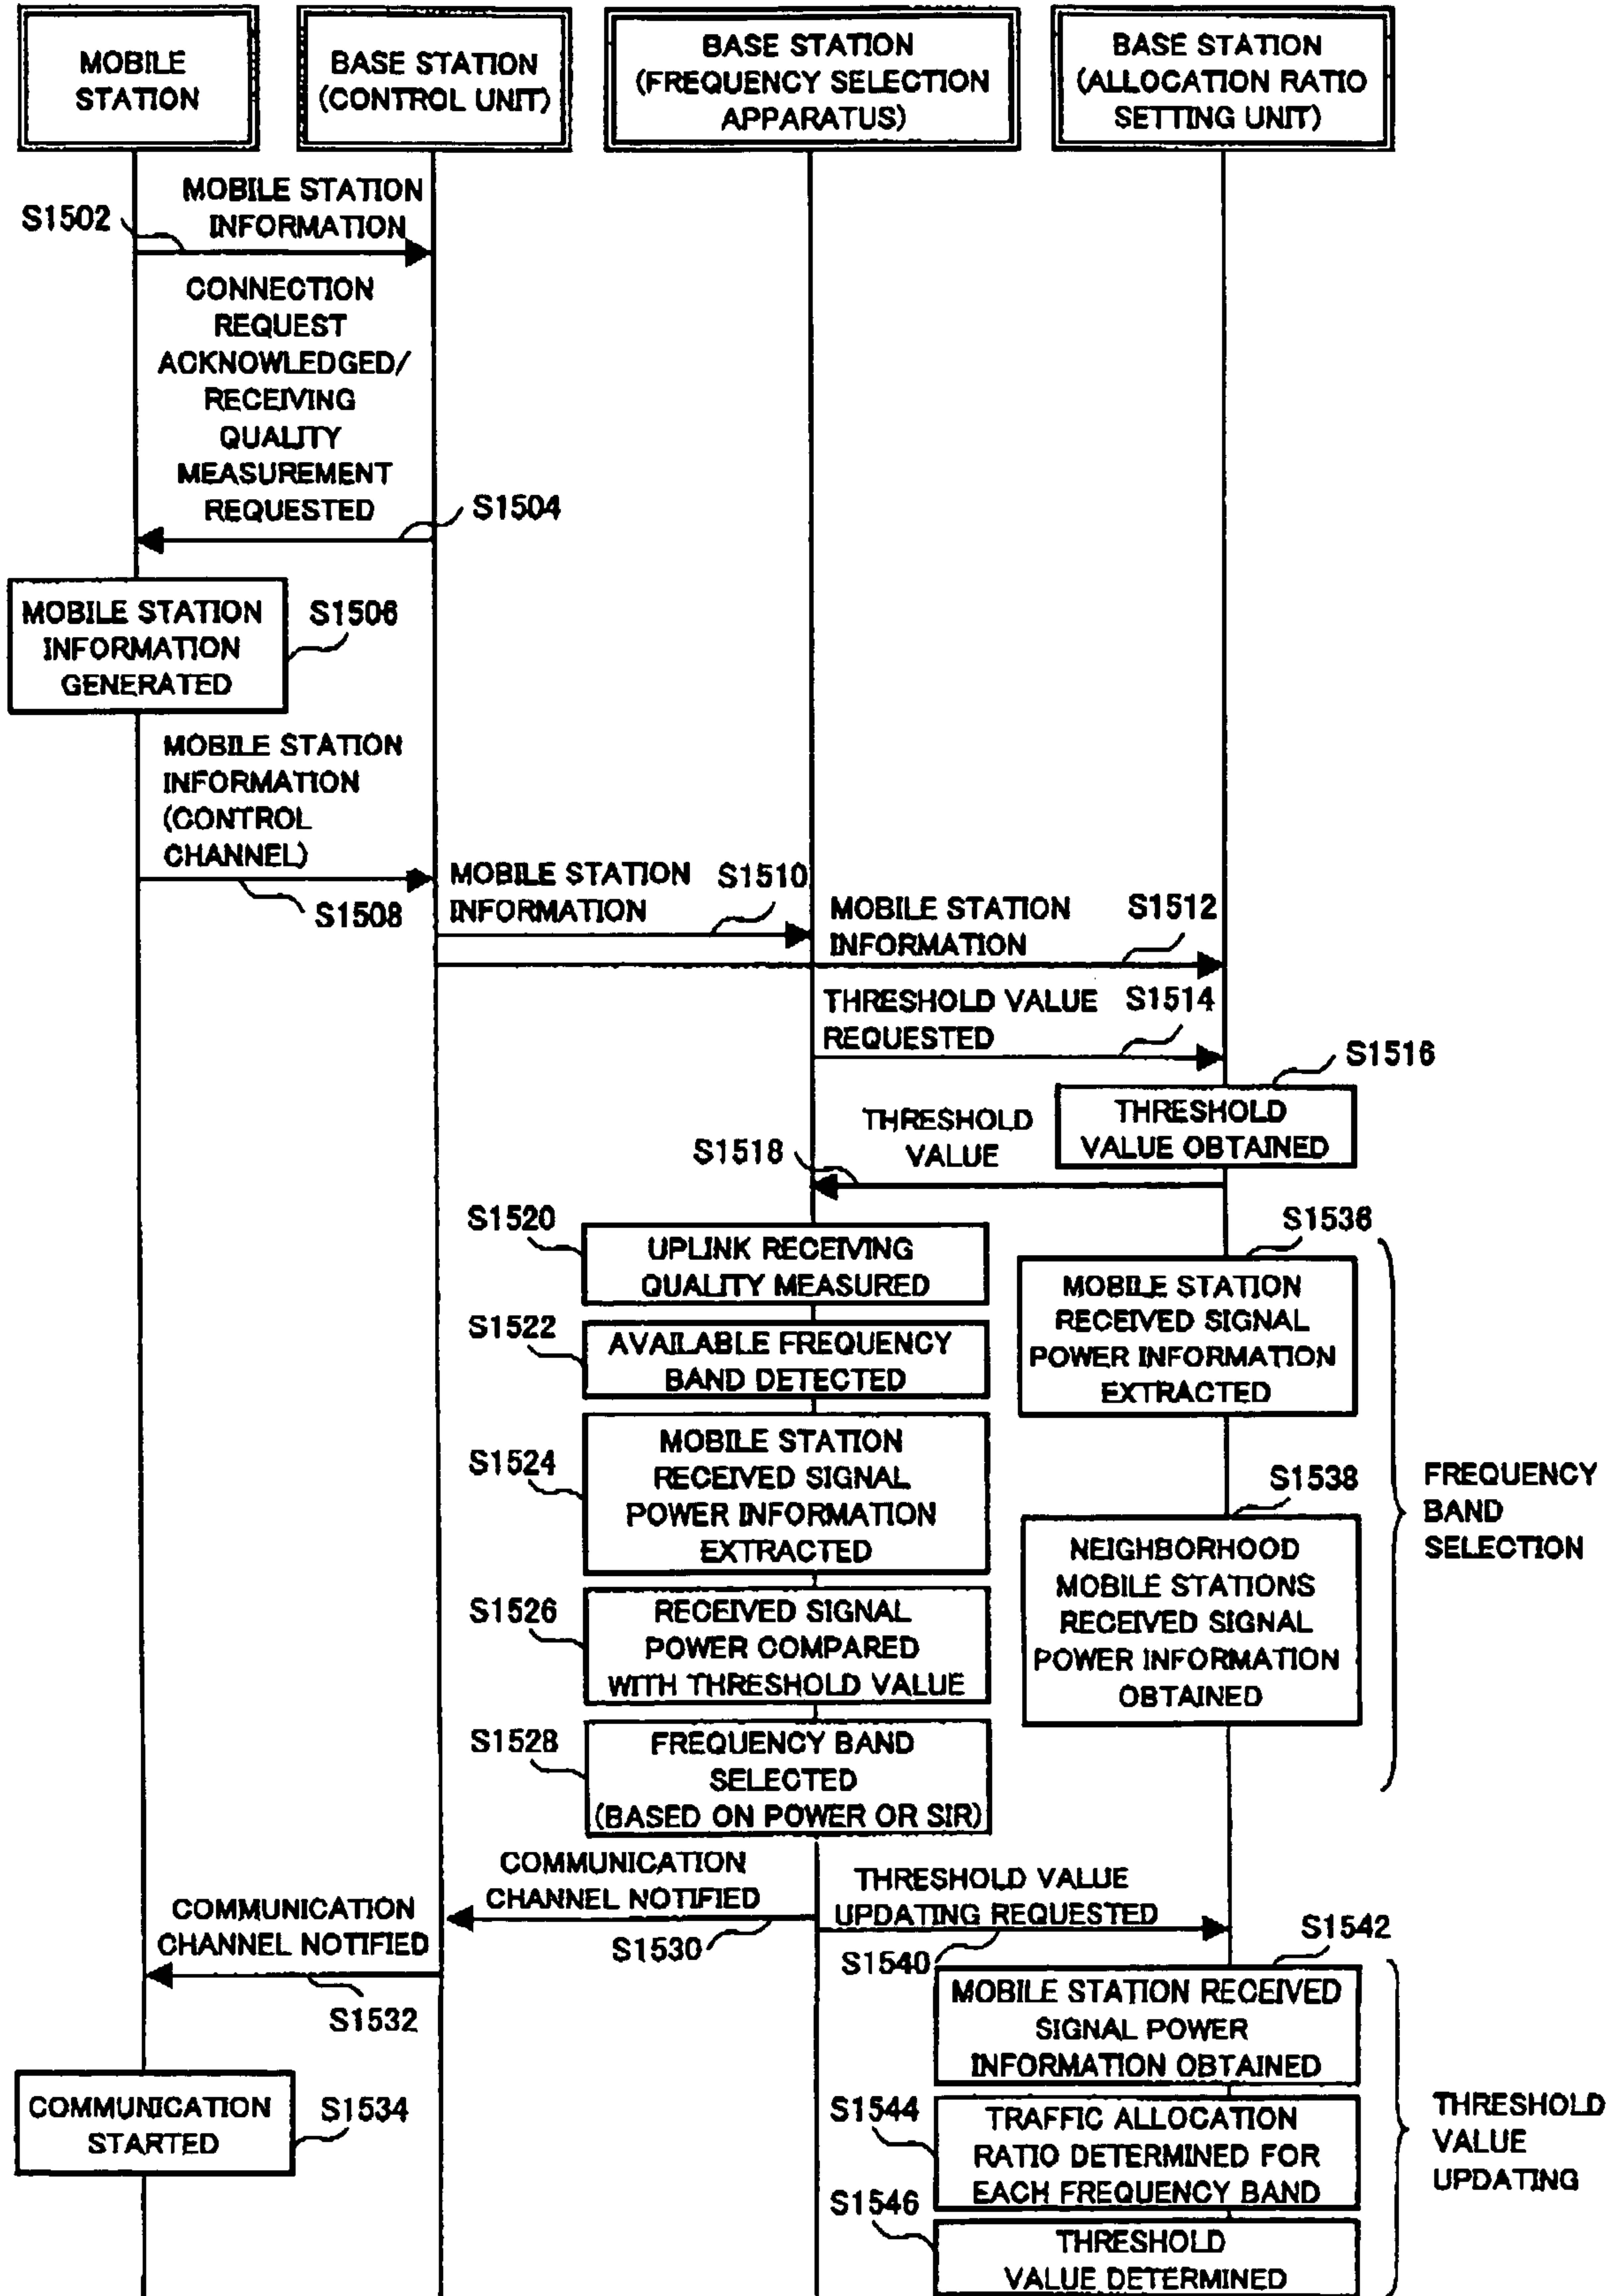 MOBILE
STATION
BASE STATION
(CONTROL UNIT)
BASE STATION
(FREQUENCY SELECTION
APPARATUS)
BASE STATION
(ALLOCATION RATIO
SETTING UNIT)
S1502
MOBILE STATION
INFORMATION
CONNECTION
REQUEST
ACKNOWLEDGED/
RECEIVING
QUALITY
MEASUREMENT
REQUESTED
S1504
MOBILE STATION
INFORMATION
GENERATED
S1506
MOBILE STATION
INFORMATION
(CONTROL
CHANNEL)
S1508
MOBILE STATION
INFORMATION
S1510
MOBILE STATION
INFORMATION
S1512
THRESHOLD VALUE
REQUESTED
S1514
S1516
THRESHOLD
VALUE OBTAINED
THRESHOLD
VALUE
S1518
S1520
UPLINK RECEIVING
QUALITY MEASURED
S1522
AVAILABLE FREQUENCY
BAND DETECTED
S1524
MOBILE STATION
RECEIVED SIGNAL
POWER INFORMATION
EXTRACTED
S1526
RECEIVED SIGNAL
POWER COMPARED
WITH THRESHOLD VALUE
S1528
FREQUENCY BAND
SELECTED
(BASED ON POWER OR SIR)
S1536
MOBILE STATION
RECEIVED SIGNAL
POWER INFORMATION
EXTRACTED
S1538
NEIGHBORHOOD
MOBILE STATIONS
RECEIVED SIGNAL
POWER INFORMATION
OBTAINED
FREQUENCY
BAND
SELECTION
COMMUNICATION
CHANNEL NOTIFIED
S1530
THRESHOLD VALUE
UPDATING REQUESTED
S1540
COMMUNICATION
CHANNEL NOTIFIED
S1532
COMMUNICATION
STARTED
S1534
S1542
MOBILE STATION RECEIVED
SIGNAL POWER
INFORMATION OBTAINED
S1544
TRAFFIC ALLOCATION
RATIO DETERMINED FOR
EACH FREQUENCY BAND
S1546
THRESHOLD
VALUE DETERMINED
THRESHOLD
VALUE
UPDATING